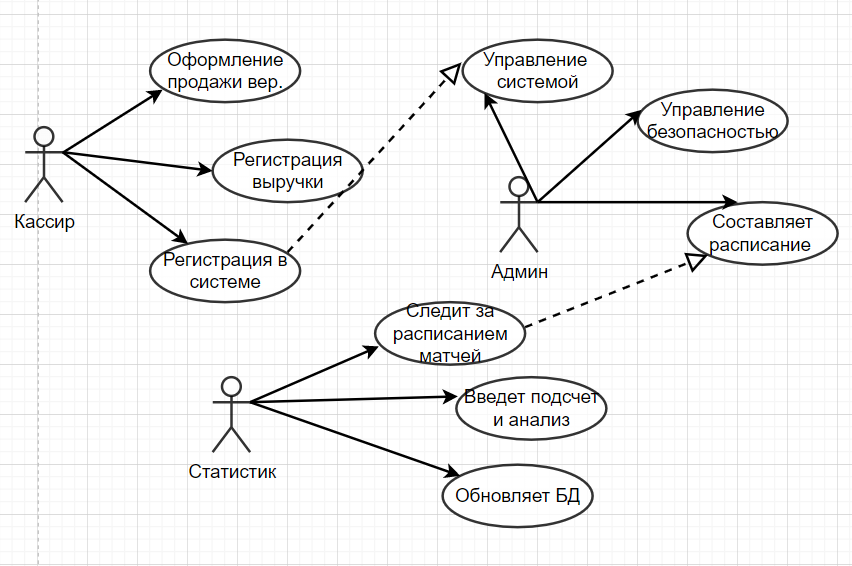 Оформление
продажи вер.
Управление
системой
Управление
безопасностью
Регистрация
выручки
Кассир
Составляет
расписание
Регистрация в
системе
Админ
Следит за
расписанием
матчей
Введет подсчет
и анализ
Статистик
Обновляет БД